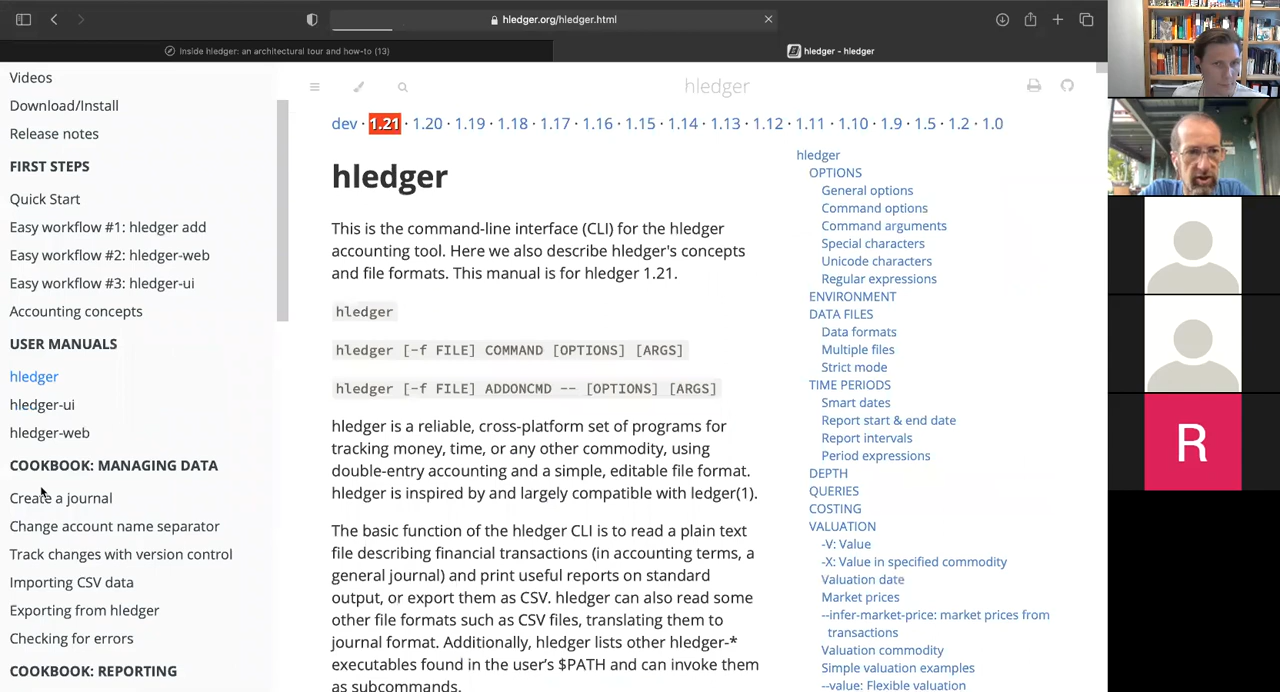 hledger.org/hledger.html
Inside hledger: an architectural tour and how-to (13)
hledger - hledger
Videos
Download/Install
Release notes
FIRST STEPS
Quick Start
Easy workflow #1: hledger add
Easy workflow #2: hledger-web
Easy workflow #3: hledger-ui
Accounting concepts
USER MANUALS
hledger
hledger-ui
hledger-web
COOKBOOK: MANAGING DATA
Create a journal
Change account name separator
Track changes with version control
Importing CSV data
Exporting from hledger
Checking for errors
COOKBOOK: REPORTING
hledger
dev · 1.21 · 1.20 · 1.19 · 1.18 · 1.17 · 1.16 · 1.15 · 1.14 · 1.13 · 1.12 · 1.11 · 1.10 · 1.9 · 1.5 · 1.2 · 1.0
hledger
This is the command-line interface (CLI) for the hledger
accounting tool. Here we also describe hledger's concepts
and file formats. This manual is for hledger 1.21.
hledger
hledger [-f FILE] COMMAND [OPTIONS] [ARGS]
hledger [-f FILE] ADDONCMD -- [OPTIONS] [ARGS]
hledger is a reliable, cross-platform set of programs for
tracking money, time, or any other commodity, using
double-entry accounting and a simple, editable file format.
hledger is inspired by and largely compatible with ledger(1).
The basic function of the hledger CLI is to read a plain text
file describing financial transactions (in accounting terms, a
general journal) and print useful reports on standard
output, or export them as CSV. hledger can also read some
other file formats such as CSV files, translating them to
journal format. Additionally, hledger lists other hledger-*
executables found in the user's $PATH and can invoke them
as subcommands.
hledger
OPTIONS
General options
Command options
Command arguments
Special characters
Unicode characters
Regular expressions
ENVIRONMENT
DATA FILES
Data formats
Multiple files
Strict mode
TIME PERIODS
Smart dates
Report start & end date
Report intervals
Period expressions
DEPTH
QUERIES
COSTING
VALUATION
-V: Value
-X: Value in specified commodity
Valuation date
Market prices
--infer-market-price: market prices from
transactions
Valuation commodity
Simple valuation examples
--value: Flexible valuation
R